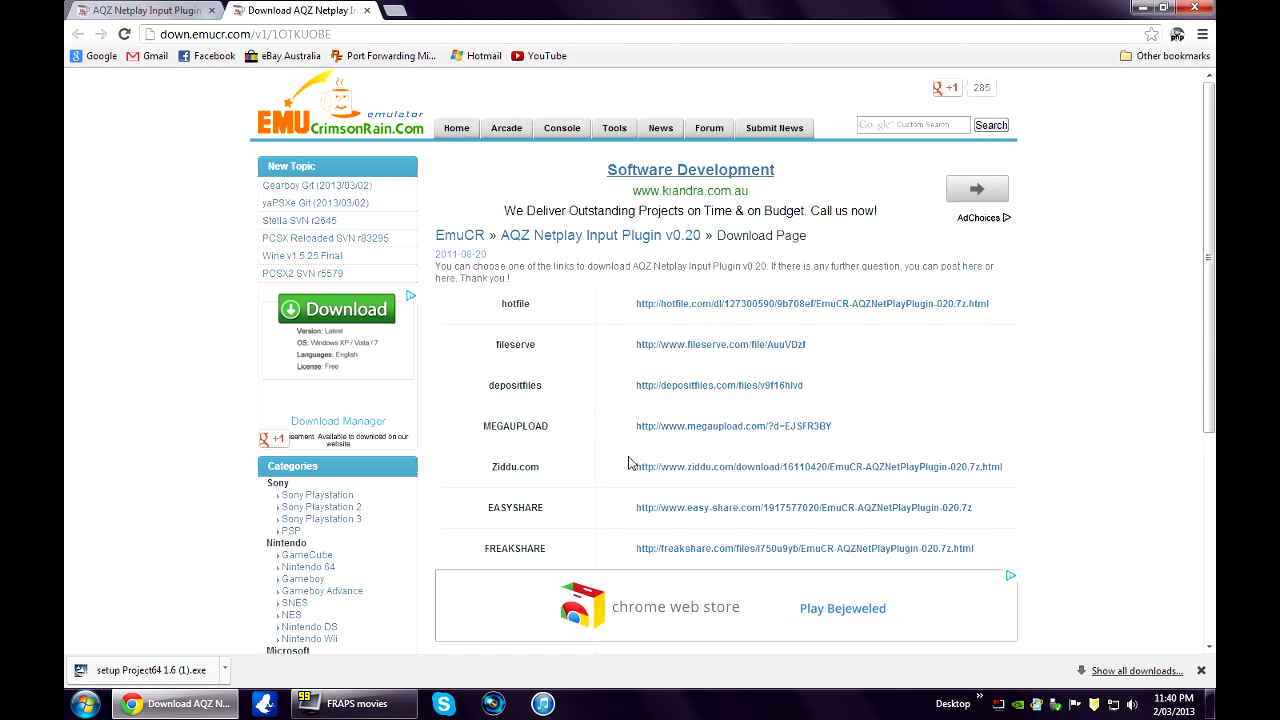 AQZ Netplay Input Plugin
Download AQZ Netplay In
down.emucr.com/v1/1OTKUOBE
Google
Gmail
Facebook
eBay Australia
Port Forwarding Mi...
Hotmail
YouTube
Other bookmarks
EMUCrimsonRain.Com
emulator
+1
285
Home
Arcade
Console
Tools
News
Forum
Submit News
Google™ Custom Search
Search
New Topic
Gearboy Git (2013/03/02)
yaPSXe Git (2013/03/02)
Stella SVN r2645
PCSX Reloaded SVN r83295
Wine v1 5.25 Final
PCSX2 SVN r5579
Download
Version: Latest
OS: Windows XP / Vista / 7
Languages: English
License: Free
Download Manager
+1
isement. Available to download on our
website
Categories
Sony
› Sony Playstation
› Sony Playstation 2
› Sony Playstation 3
› PSP
Nintendo
› GameCube
› Nintendo 64
› Gameboy
› Gameboy Advance
› SNES
› NES
› Nintendo DS
› Nintendo Wii
Microsoft
Software Development
www.kiandra.com.au
We Deliver Outstanding Projects on Time & on Budget. Call us now!
AdChoices
EmuCR » AQZ Netplay Input Plugin v0.20 » Download Page
2011-08-20
You can choose one of the links to download AQZ Netplay Input Plugin v0.20. If there is any further question, you can post here or
here. Thank you !
hotfile http://hotfile.com/dl/127300590/9b708ef/EmuCR-AQZNetPlayPlugin-020.7z.html
fileserve http://www.fileserve.com/file/AuuVDzf
depositfiles http://depositfiles.com/files/v9f16hlvd
MEGAUPLOAD http://www.megaupload.com/?d=EJSFR3BY
Ziddu.com http://www.ziddu.com/download/16110420/EmuCR-AQZNetPlayPlugin-020.7z.html
EASYSHARE http://www.easy-share.com/1917577020/EmuCR-AQZNetPlayPlugin-020.7z
FREAKSHARE http://freakshare.com/files/l750u9yb/EmuCR-AQZNetPlayPlugin-020.7z.html
chrome web store
Play Bejeweled
setup Project64 1.6 (1).exe
Show all downloads...
Download AQZ N...
99
FRAPS movies
Desktop
11:40 PM
2/03/2013